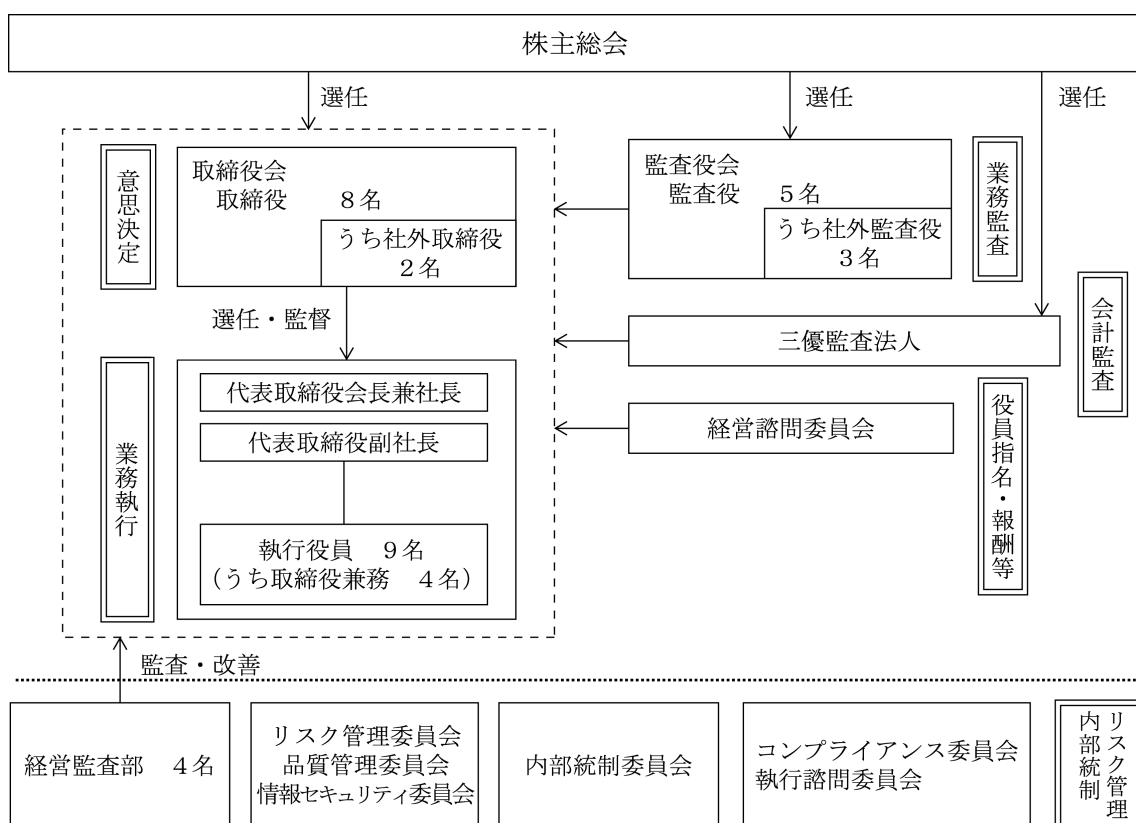 株主総会
選任
選任
選任
意思決定
取締役会
取締役　8名
うち社外取締役
2名
監査役会
監査役　5名
うち社外監査役
3名
業務監査
選任・監督
三優監査法人
会計監査
業務執行
代表取締役会長兼社長
代表取締役副社長
執行役員　9名
(うち取締役兼務　4名)
経営諮問委員会
役員指名・報酬等
監査・改善
経営監査部　4名
リスク管理委員会
品質管理委員会
情報セキュリティ委員会
内部統制委員会
コンプライアンス委員会
執行諮問委員会
リスク管理
内部統制